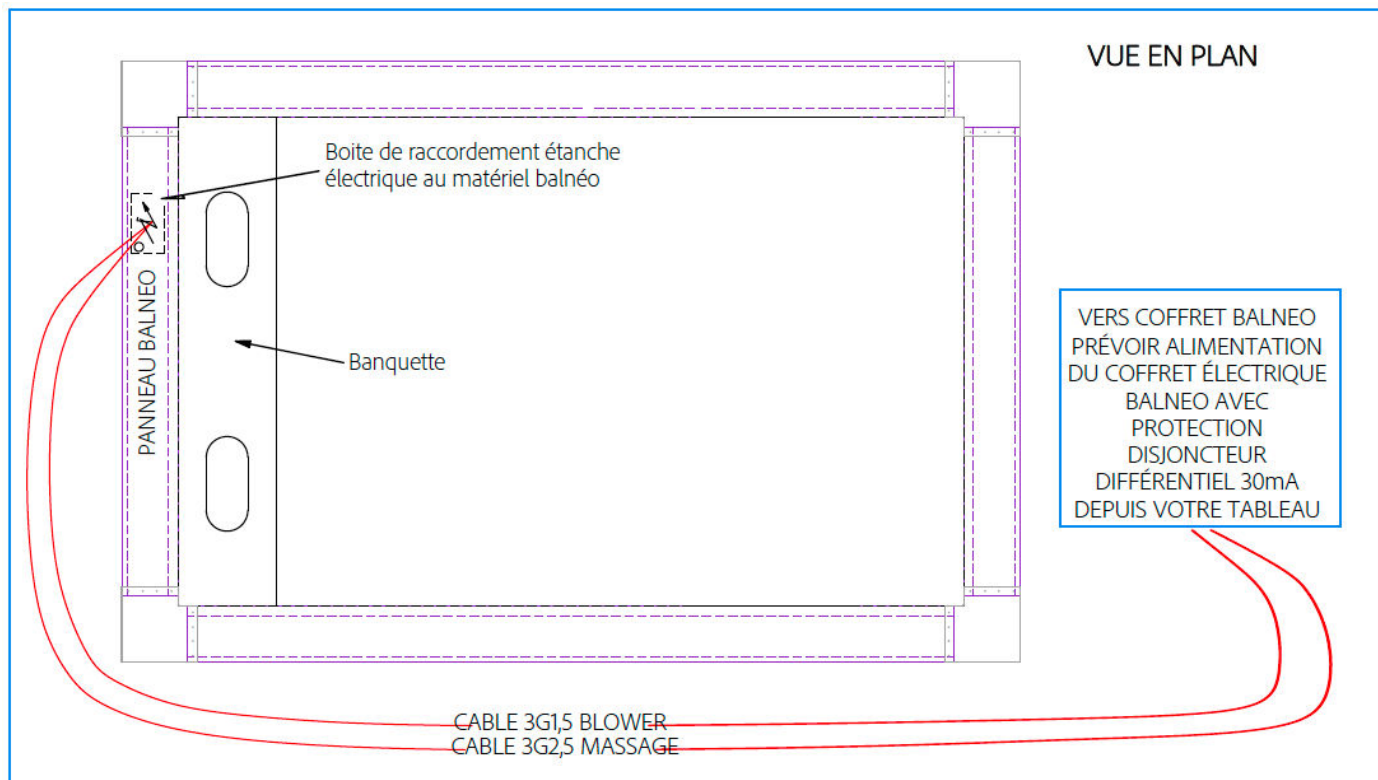 VUE EN PLAN
Boite de raccordement étanche
électrique au matériel balnéo
PANNEAU BALNEO
Banquette
VERS COFFRET BALNEO
PRÉVOIR ALIMENTATION
DU COFFRET ÉLECTRIQUE
BALNEO AVEC
PROTECTION
DISJONCTEUR
DIFFÉRENTIEL 30mA
DEPUIS VOTRE TABLEAU
CABLE 3G1,5 BLOWER
CABLE 3G2,5 MASSAGE